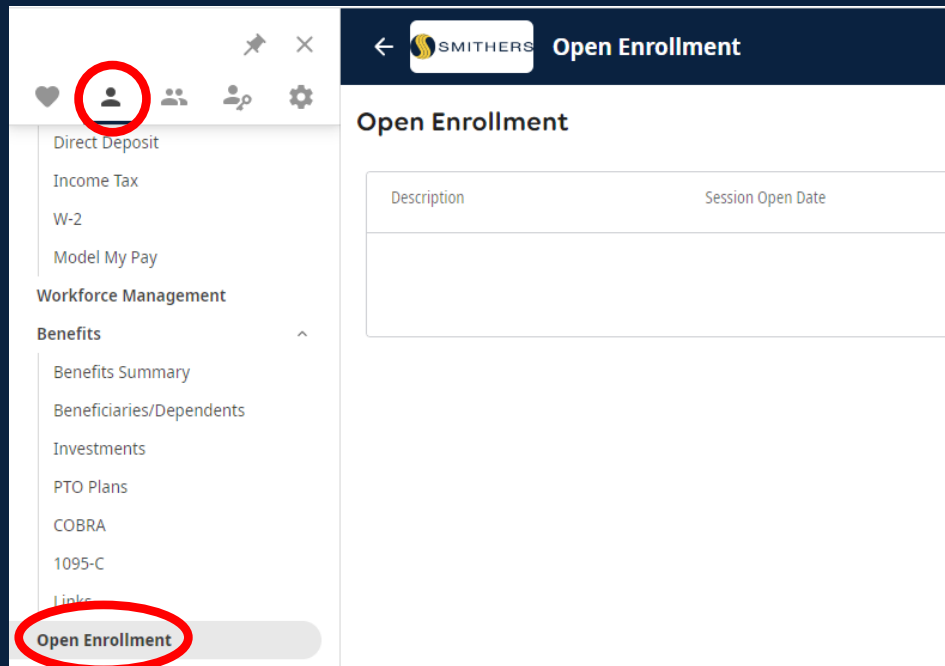 SMITHERS Open Enrollment
Direct Deposit
Income Tax
W-2
Model My Pay
Workforce Management
Benefits
Benefits Summary
Beneficiaries/Dependents
Investments
PTO Plans
COBRA
1095-C
Links
Open Enrollment
Open Enrollment
Description Session Open Date